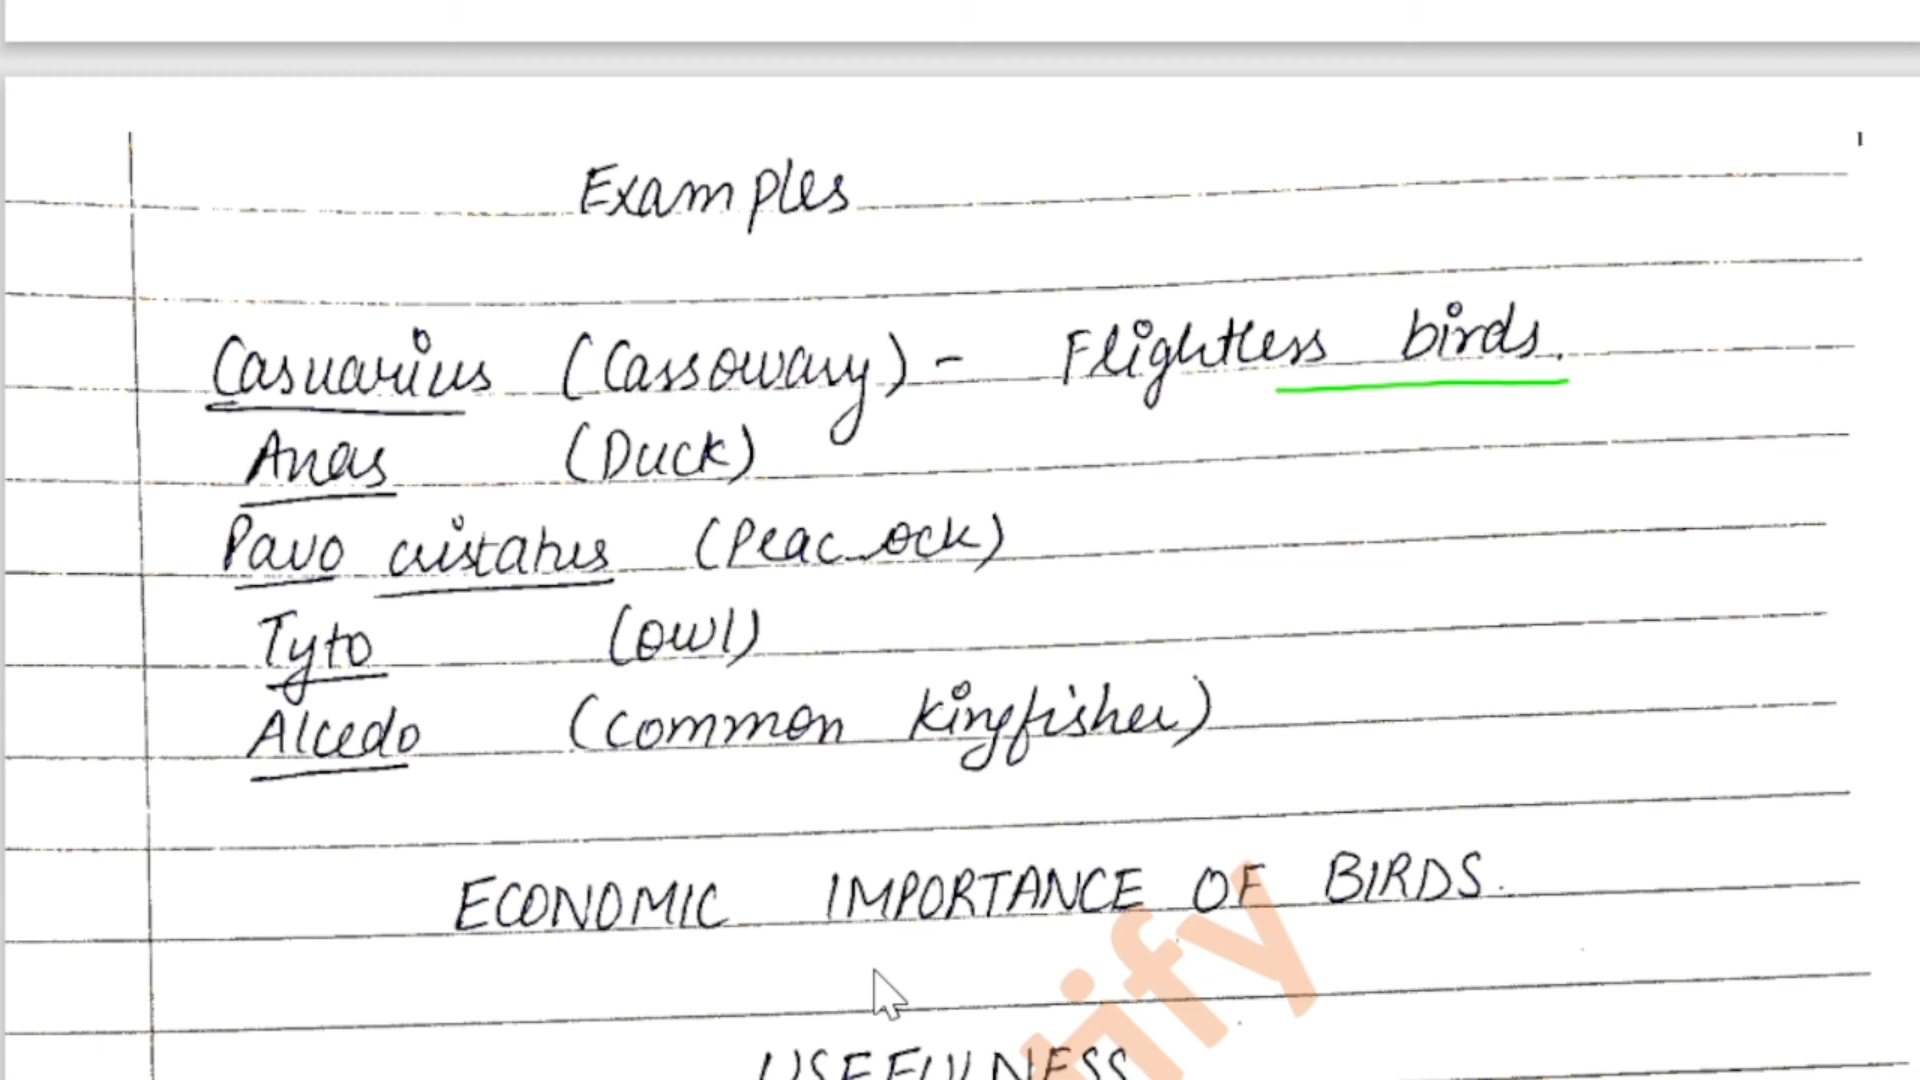 Examples
Casuarius (Cassowary) - Flightless birds.
Anas (Duck)
Pavo cristatus (Peacock)
Tyto (owl)
Alcedo (common kingfisher)
ECONOMIC IMPORTANCE OF BIRDS.
USEFULNESS